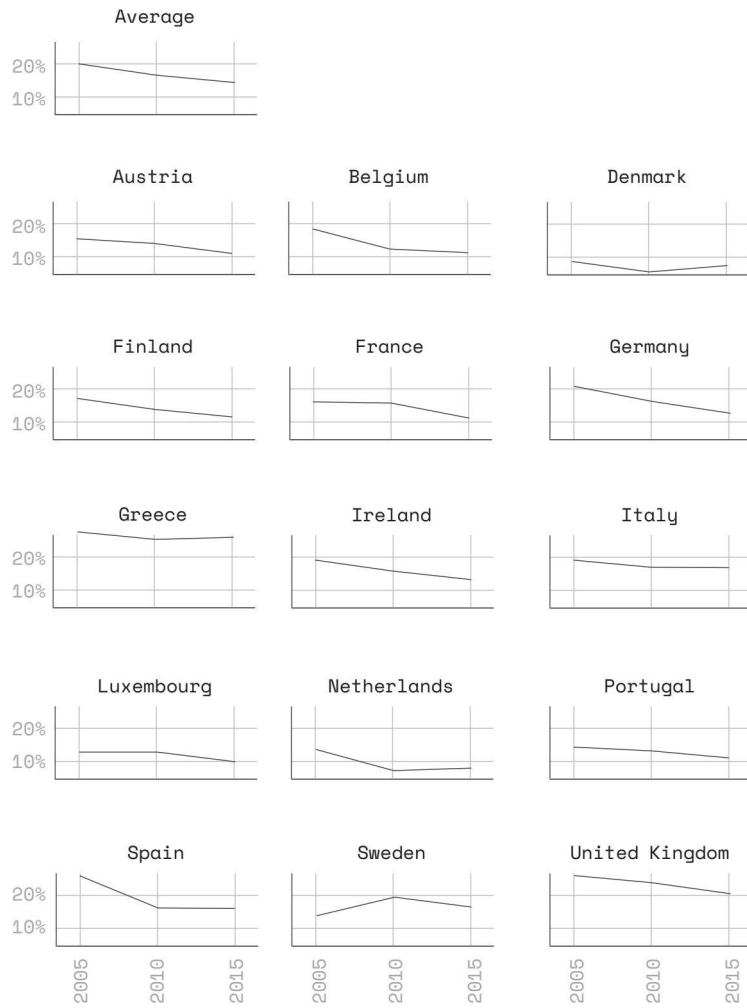 Average
20%
10%
Austria Belgium Denmark
20%
10%
Finland France Germany
20%
10%
Greece Ireland Italy
20%
10%
Luxembourg Netherlands Portugal
20%
10%
Spain Sweden United Kingdom
20%
10%
2005 2010 2015 2005 2010 2015 2005 2010 2015